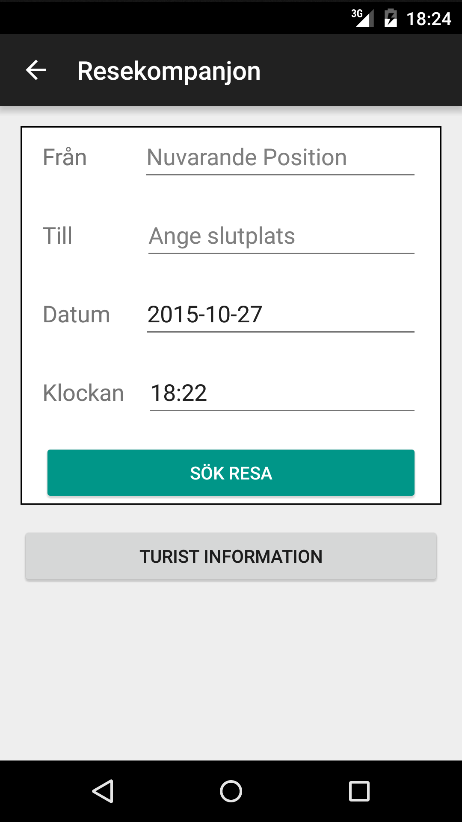 3G 18:24
Resekompanjon
Från Nuvarande Position
Till Ange slutplats
Datum 2015-10-27
Klockan 18:22
SÖK RESA
TURIST INFORMATION